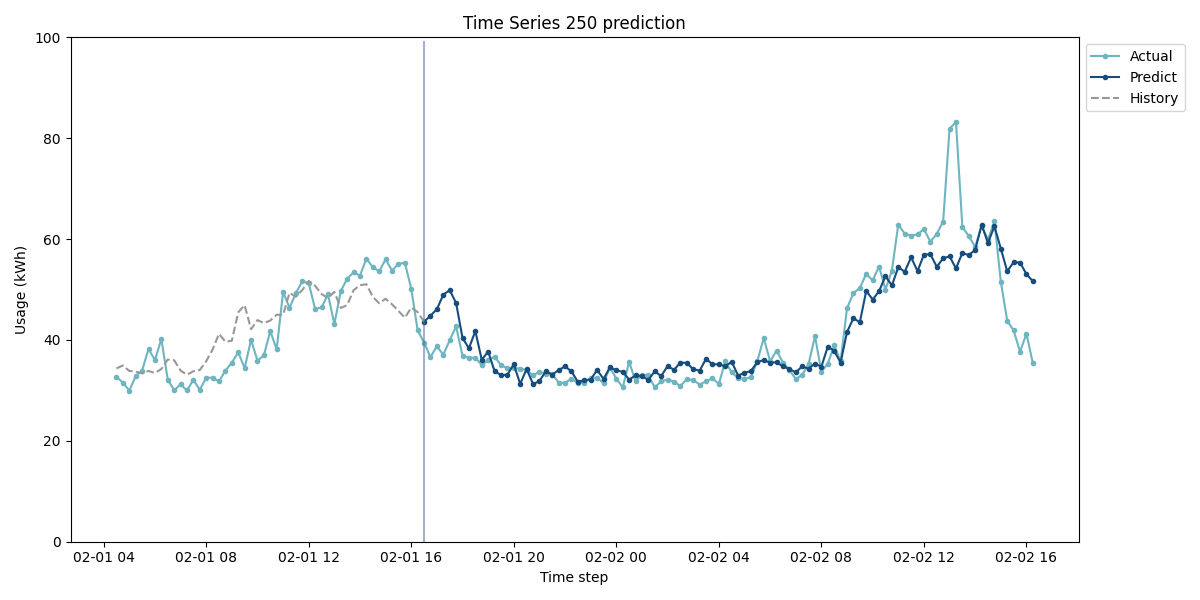 Time Series 250 prediction
100
80
60
40
20
0
Usage (kWh)
02-01 04 02-01 08 02-01 12 02-01 16 02-01 20 02-02 00 02-02 04 02-02 08 02-02 12 02-02 16
Time step
Actual
Predict
History